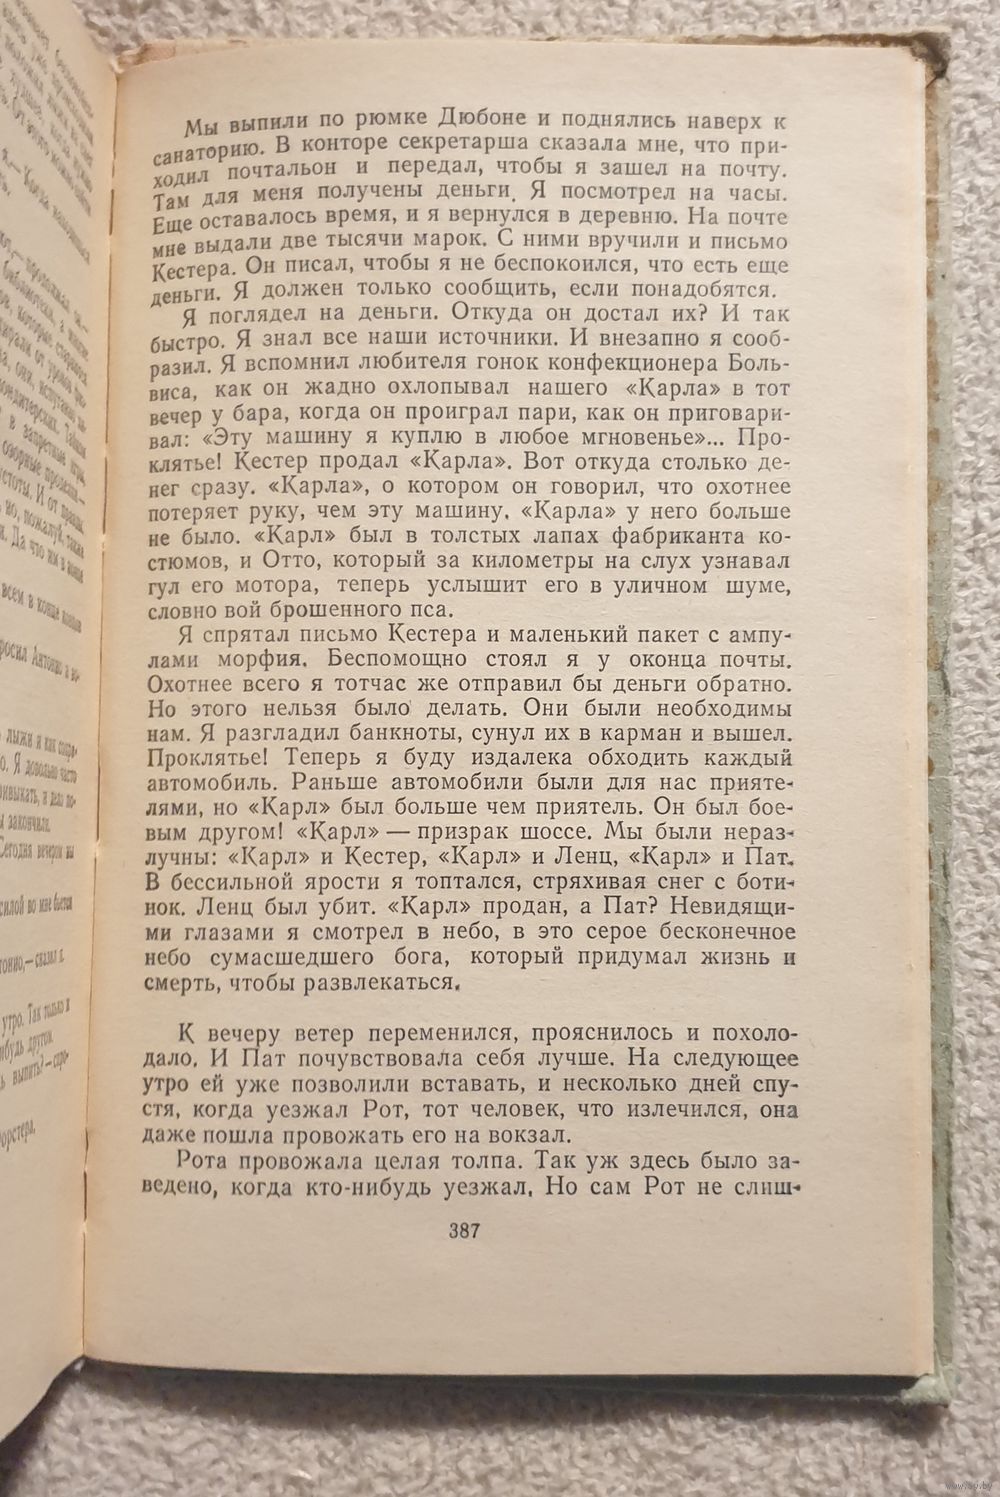 Мы выпили по рюмке Дюбоне и поднялись наверх к
санаторию. В конторе секретарша сказала мне, что при-
ходил почтальон и передал, чтобы я зашел на почту.
Там для меня получены деньги. Я посмотрел на часы.
Еще оставалось время, и я вернулся в деревню. На почте
мне выдали две тысячи марок. С ними вручили и письмо
Кестера. Он писал, чтобы я не беспокоился, что есть еще
деньги. Я должен только сообщить, если понадобятся.
Я поглядел на деньги. Откуда он достал их? И так
быстро. Я знал все наши источники. И внезапно я сооб-
разил. Я вспомнил любителя гонок конфекционера Боль-
виса, как он жадно охлопывал нашего «Карла» в тот
вечер у бара, когда он проиграл пари, как он приговари-
вал: «Эту машину я куплю в любое мгновенье»... Про-
клятье! Кестер продал «Карла». Вот откуда столько де-
нег сразу. «Карла», о котором он говорил, что охотнее
потеряет руку, чем эту машину. «Карла» у него больше
не было. «Карл» был в толстых лапах фабриканта ко-
стюмов, и Отто, который за километры на слух узнавал
гул его мотора, теперь услышит его в уличном шуме,
словно вой брошенного пса.
Я спрятал письмо Кестера и маленький пакет с ампу-
лами морфия. Беспомощно стоял я у оконца почты.
Охотнее всего я тотчас же отправил бы деньги обратно.
Но этого нельзя было делать. Они были необходимы
нам. Я разгладил банкноты, сунул их в карман и вышел.
Проклятье! Теперь я буду издалека обходить каждый
автомобиль. Раньше автомобили были для нас прияте-
лями, но «Карл» был больше чем приятель. Он был бое-
вым другом! «Карл» — призрак шоссе. Мы были нераз-
лучны: «Карл» и Кестер, «Карл» и Ленц, «Карл» и Пат.
В бессильной ярости я топтался, стряхивая снег с боти-
нок. Ленц был убит. «Карл» продан, а Пат? Невидящи-
ми глазами я смотрел в небо, в это серое бесконечное
небо сумасшедшего бога, который придумал жизнь и
смерть, чтобы развлекаться.
К вечеру ветер переменился, прояснилось и похоло-
дало. И Пат почувствовала себя лучше. На следующее
утро ей уже позволили вставать, и несколько дней спу-
стя, когда уезжал Рот, тот человек, что излечился, она
даже пошла провожать его на вокзал.
Рота провожала целая толпа. Так уж здесь было за-
ведено, когда кто-нибудь уезжал. Но сам Рот не слиш-
387